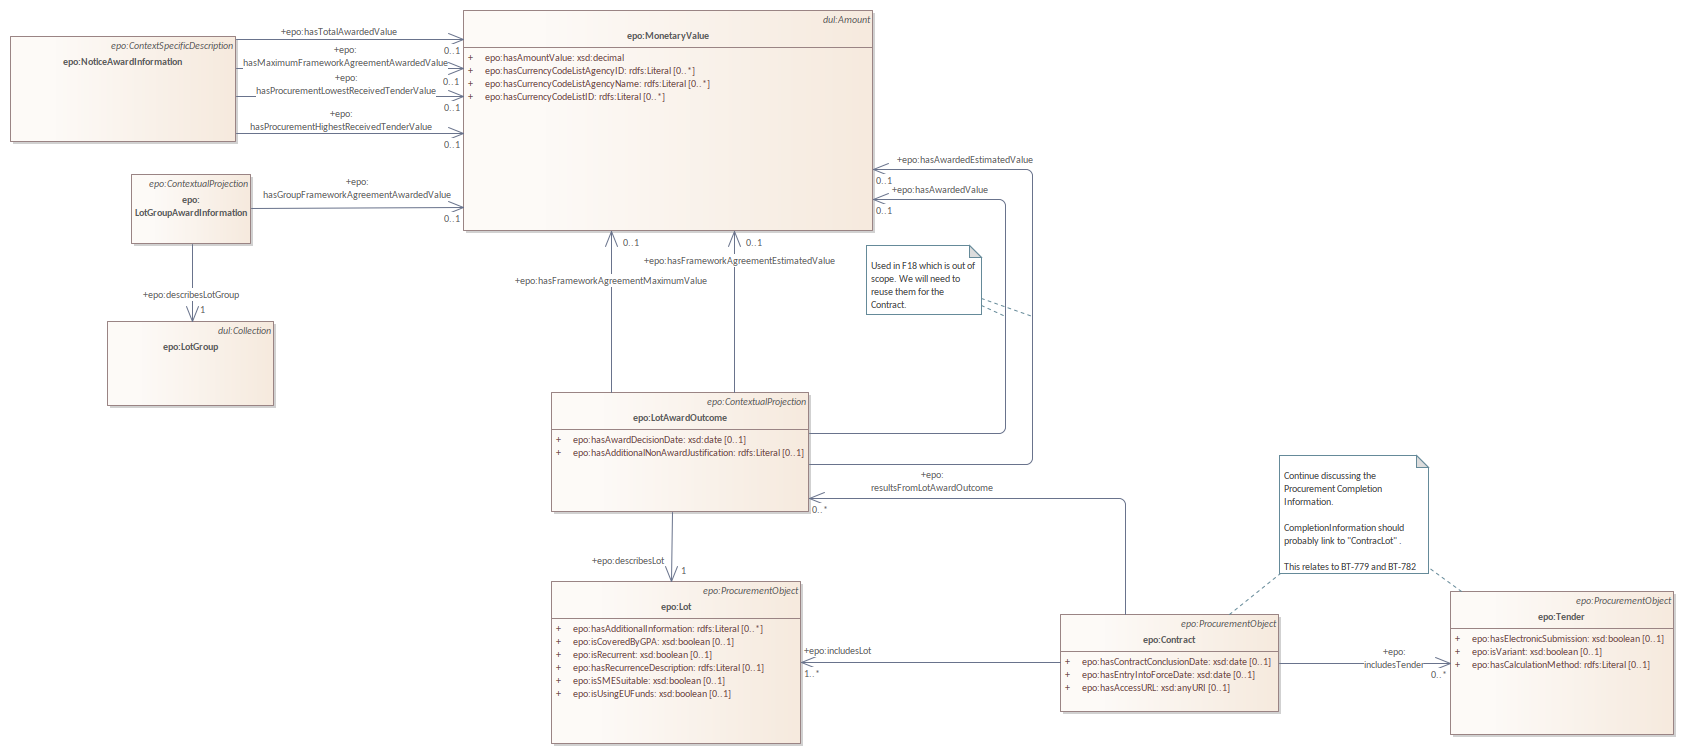 epo:ContextSpecificDescription
epo:NoticeAwardInformation
+epo:hasTotalAwardedValue
0..1
+epo:
hasMaximumFrameworkAgreementAwardedValue
0..1
+epo:
hasProcurementLowestReceivedTenderValue
0..1
+epo:
hasProcurementHighestReceivedTenderValue
0..1
dul:Amount
epo:MonetaryValue
+ epo:hasAmountValue: xsd:decimal
+ epo:hasCurrencyCodeListAgencyID: rdfs:Literal [0..*]
+ epo:hasCurrencyCodeListAgencyName: rdfs:Literal [0..*]
+ epo:hasCurrencyCodeListID: rdfs:Literal [0..*]
epo:ContextualProjection
epo:
LotGroupAwardInformation
+epo:
hasGroupFrameworkAgreementAwardedValue
0..1
+epo:describesLotGroup
1
dul:Collection
epo:LotGroup
+epo:hasAwardedEstimatedValue
0..1
+epo:hasAwardedValue
0..1
0..1
0..1
+epo:hasFrameworkAgreementEstimatedValue
+epo:hasFrameworkAgreementMaximumValue
Used in F18 which is out of
scope. We will need to
reuse them for the
Contract.
epo:ContextualProjection
epo:LotAwardOutcome
+ epo:hasAwardDecisionDate: xsd:date [0..1]
+ epo:hasAdditionalNonAwardJustification: rdfs:Literal [0..1]
+epo:
resultsFromLotAwardOutcome
0..*
+epo:describesLot
1
Continue discussing the
Procurement Completion
Information.
CompletionInformation should
probably link to "ContracLot" .
This relates to BT-779 and BT-782
epo:ProcurementObject
epo:Lot
+ epo:hasAdditionalInformation: rdfs:Literal [0..*]
+ epo:isCoveredByGPA: xsd:boolean [0..1]
+ epo:isRecurrent: xsd:boolean [0..1]
+ epo:hasRecurrenceDescription: rdfs:Literal [0..1]
+ epo:isSMESuitable: xsd:boolean [0..1]
+ epo:isUsingEUFunds: xsd:boolean [0..1]
+epo:includesLot
1..*
epo:ProcurementObject
epo:Contract
+ epo:hasContractConclusionDate: xsd:date [0..1]
+ epo:hasEntryIntoForceDate: xsd:date [0..1]
+ epo:hasAccessURL: xsd:anyURI [0..1]
+epo:
includesTender
0..*
epo:ProcurementObject
epo:Tender
+ epo:hasElectronicSubmission: xsd:boolean [0..1]
+ epo:isVariant: xsd:boolean [0..1]
+ epo:hasCalculationMethod: rdfs:Literal [0..1]